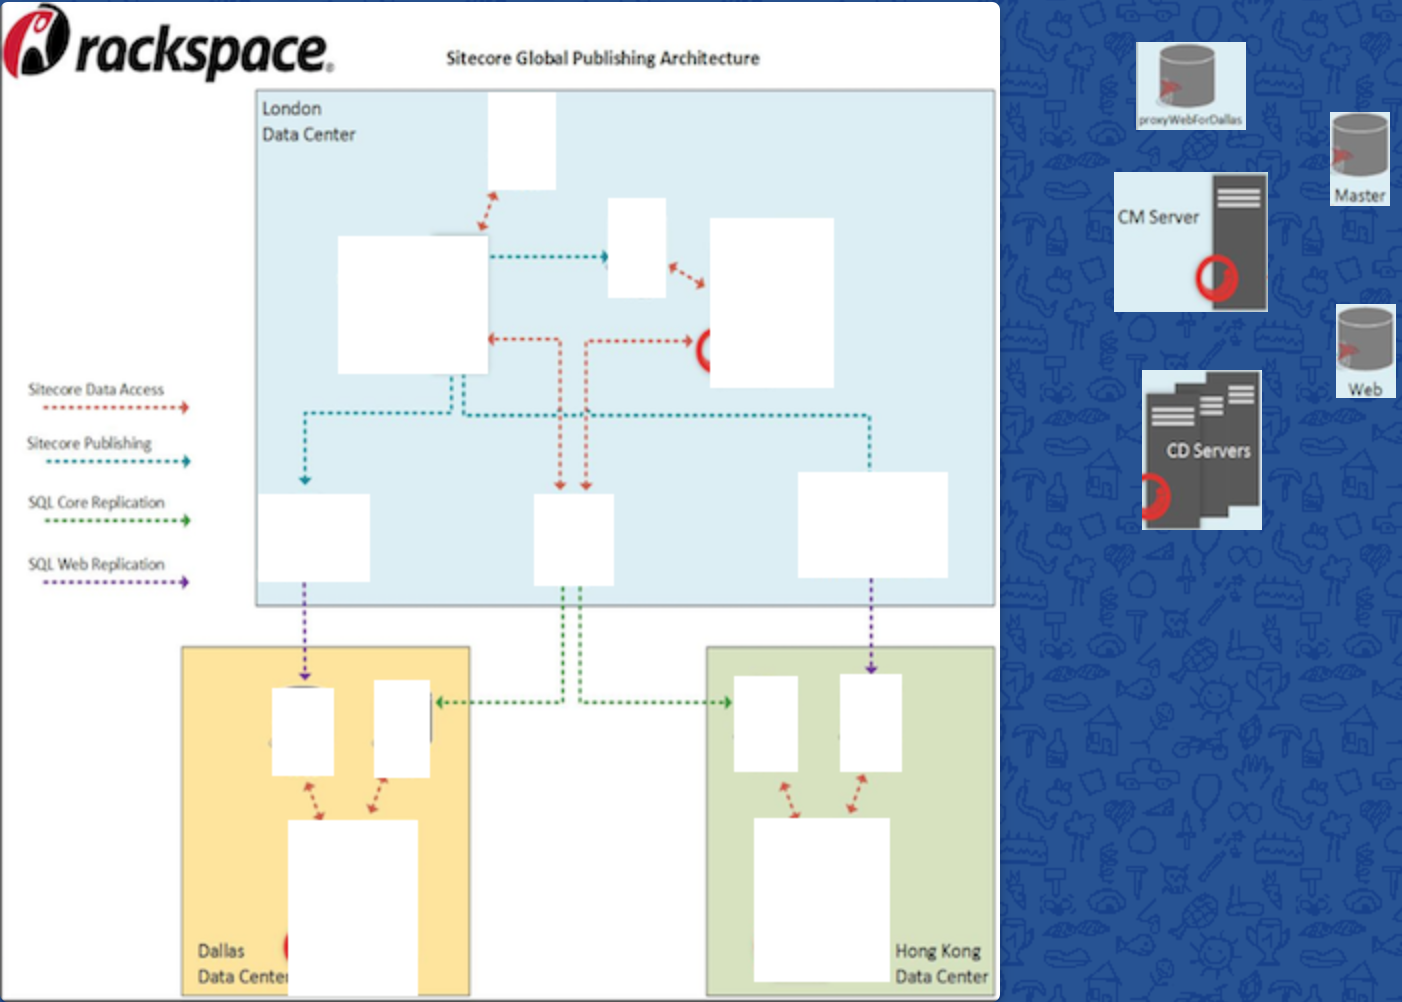 rackspace®
Sitecore Global Publishing Architecture
London
Data Center
Sitecore Data Access
Sitecore Publishing
SQL Core Replication
SQL Web Replication
Dallas
Data Center
Hong Kong
Data Center
proxyWebForDallas
Master
CM Server
Web
CD Servers